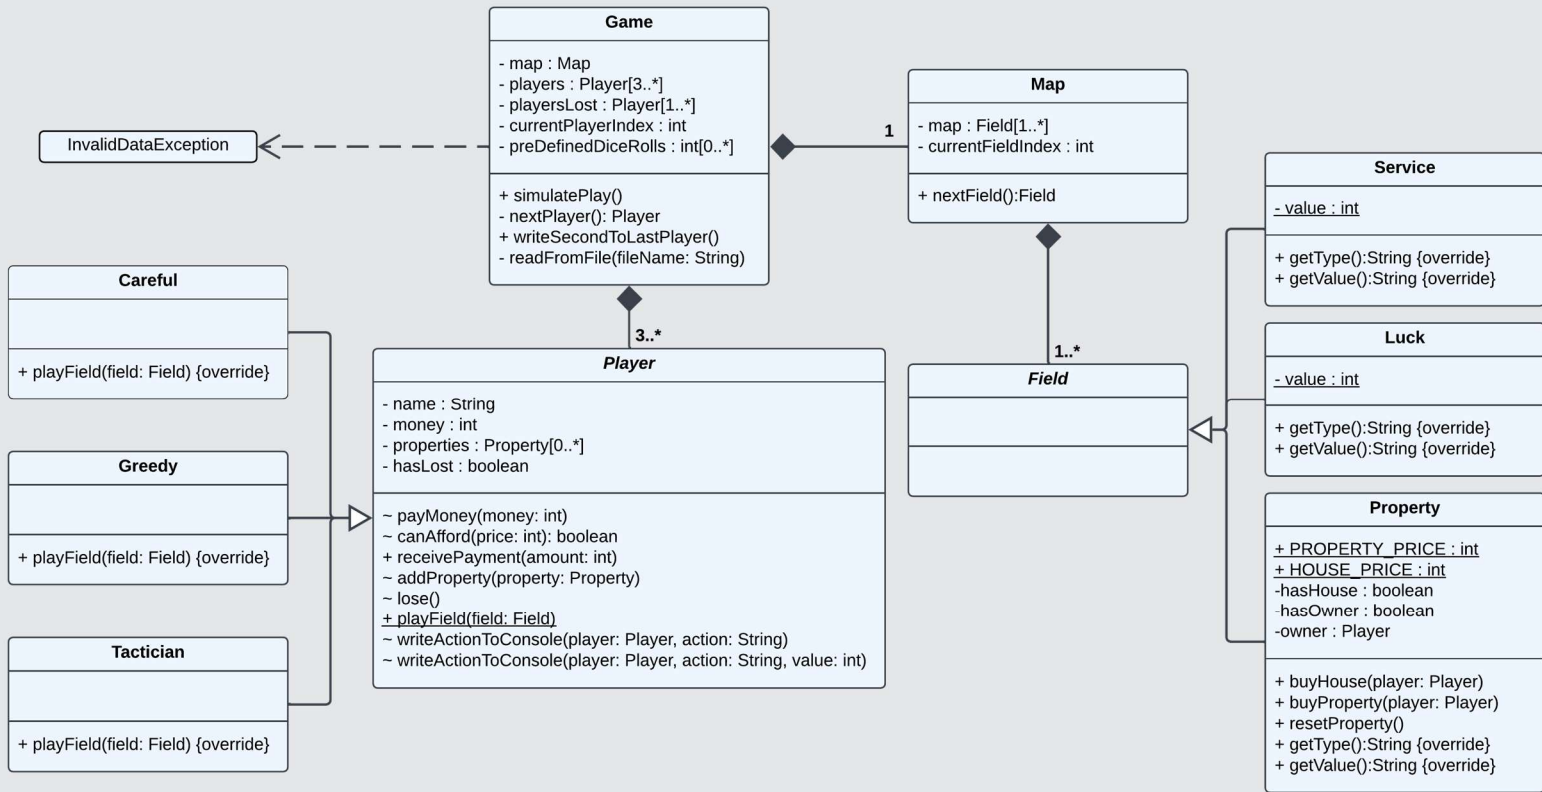 Game
- map : Map
- players : Player[3..*]
- playersLost : Player[1..*]
- currentPlayerIndex : int
- preDefinedDiceRolls : int[0..*]
+ simulatePlay()
- nextPlayer(): Player
+ writeSecondToLastPlayer()
- readFromFile(fileName: String)
InvalidDataException
1
Map
- map : Field[1..*]
- currentFieldIndex : int
+ nextField():Field
Service
- value : int
+ getType():String {override}
+ getValue():String {override}
Careful
+ playField(field: Field) {override}
3..*
1..*
Player
- name : String
- money : int
- properties : Property[0..*]
- hasLost : boolean
~ payMoney(money: int)
~ canAfford(price: int): boolean
+ receivePayment(amount: int)
~ addProperty(property: Property)
~ lose()
+ playField(field: Field)
~ writeActionToConsole(player: Player, action: String)
~ writeActionToConsole(player: Player, action: String, value: int)
Field
Luck
- value : int
+ getType():String {override}
+ getValue():String {override}
Greedy
+ playField(field: Field) {override}
Property
+ PROPERTY_PRICE : int
+ HOUSE_PRICE : int
-hasHouse : boolean
-hasOwner : boolean
-owner : Player
+ buyHouse(player: Player)
+ buyProperty(player: Player)
+ resetProperty()
+ getType():String {override}
+ getValue():String {override}
Tactician
+ playField(field: Field) {override}